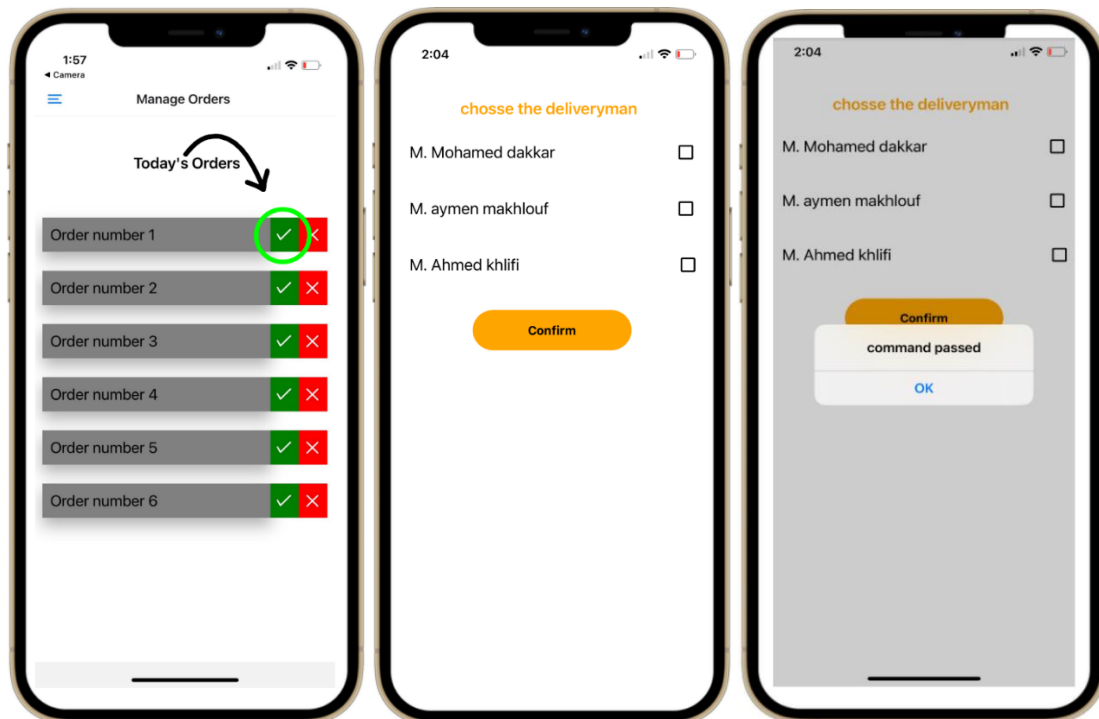 1:57
◄ Camera
Manage Orders
Today's Orders
Order number 1
Order number 2
Order number 3
Order number 4
Order number 5
Order number 6
2:04
chosse the deliveryman
M. Mohamed dakkar
M. aymen makhlouf
M. Ahmed khlifi
Confirm
2:04
chosse the deliveryman
M. Mohamed dakkar
M. aymen makhlouf
M. Ahmed khlifi
Confirm
command passed
OK